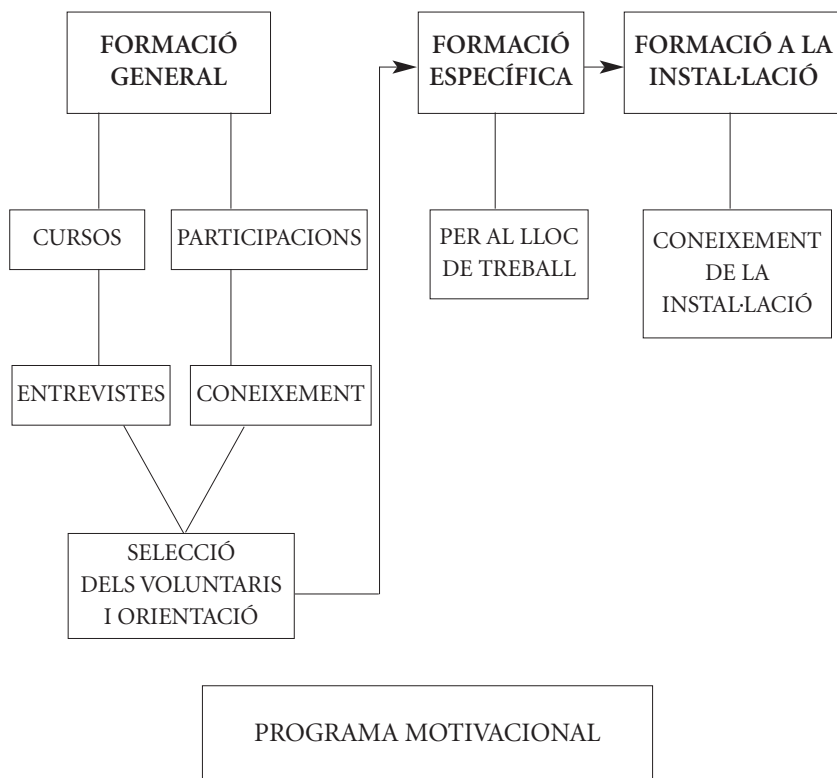 FORMACIÓ
GENERAL
FORMACIÓ
ESPECÍFICA
FORMACIÓ A LA
INSTAL·LACIÓ
CURSOS
PARTICIPACIONS
PER AL LLOC
DE TREBALL
CONEIXEMENT
DE LA
INSTAL·LACIÓ
ENTREVISTES
CONEIXEMENT
SELECCIÓ
DELS VOLUNTARIS
I ORIENTACIÓ
PROGRAMA MOTIVACIONAL